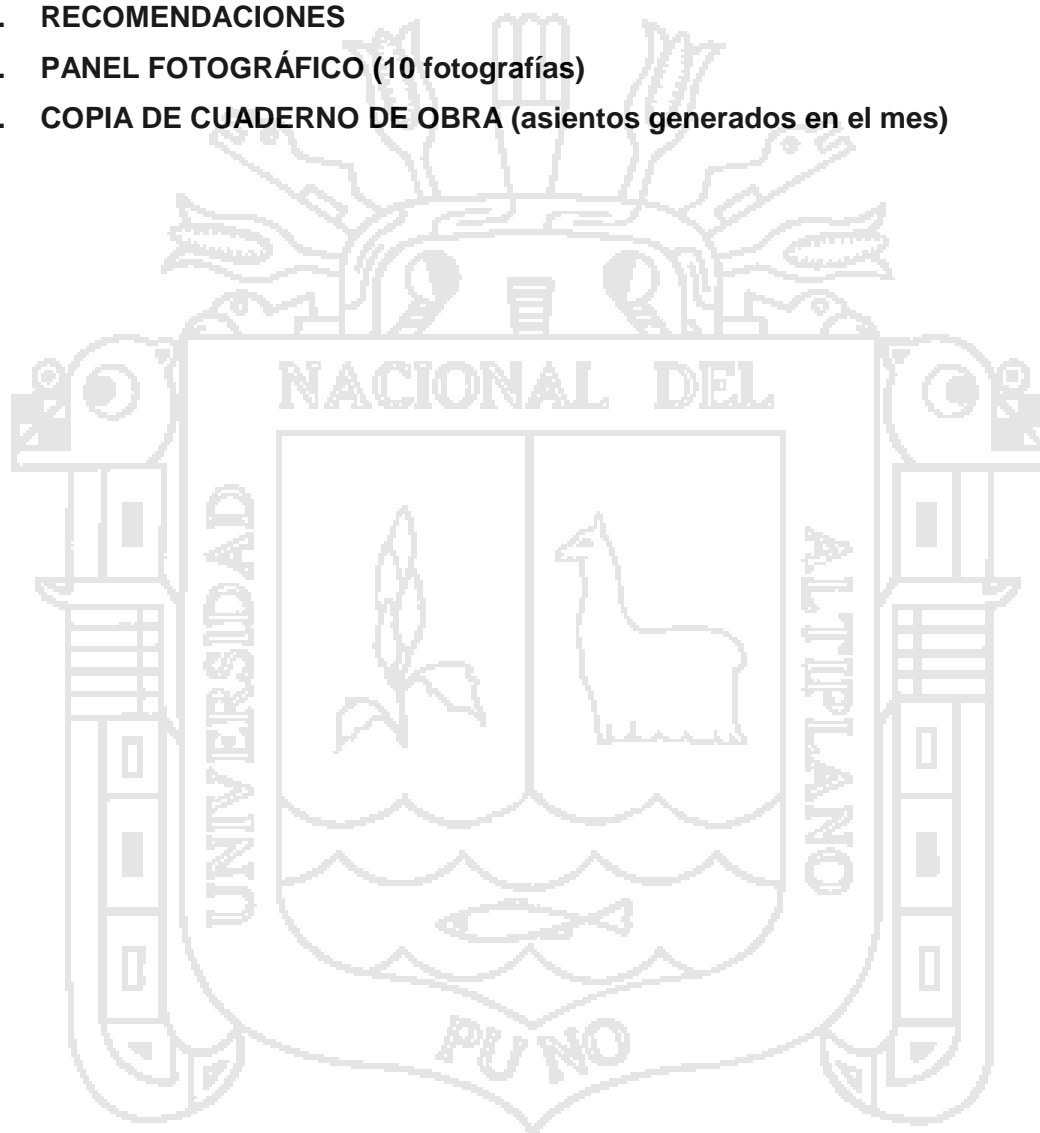 . RECOMENDACIONES
. PANEL FOTOGRÁFICO (10 fotografías)
. COPIA DE CUADERNO DE OBRA (asientos generados en el mes)
NACIONAL DEL
UNIVERSIDAD
ALTIPLANO
PUNO